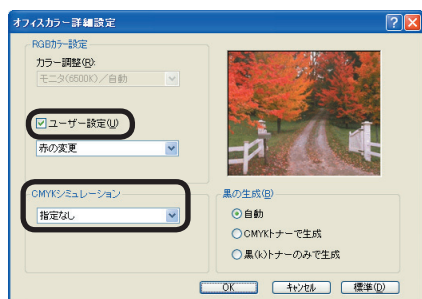 オフィスカラー詳細設定
RGBカラー設定
カラー調整(R):
モニタ(6500K)／自動
ユーザー設定(U)
赤の変更
CMYKシミュレーション
指定なし
黒の生成(B)
自動
CMYKトナーで生成
黒(k)トナーのみで生成
OK
キャンセル
標準(D)